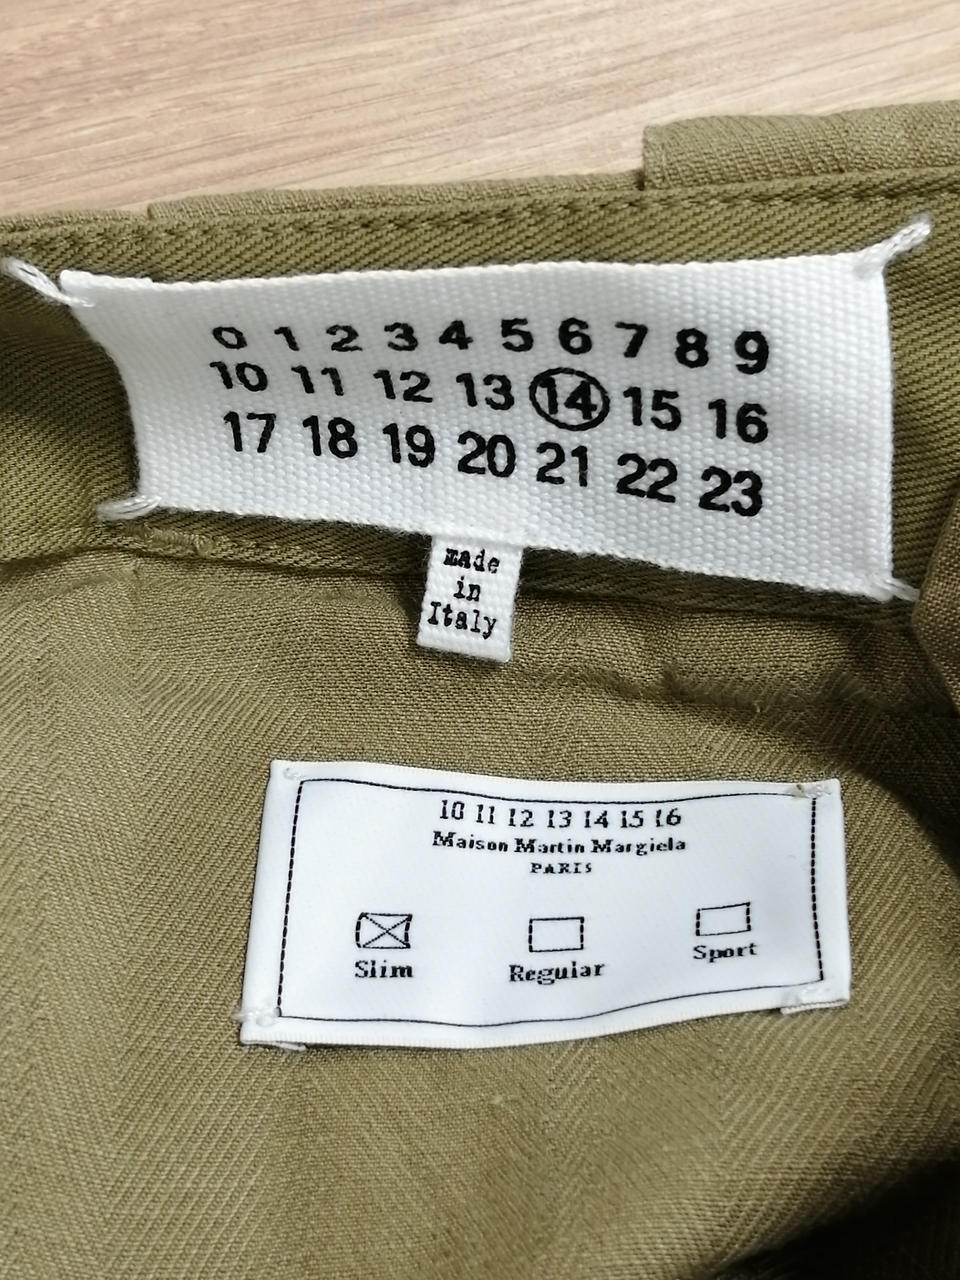 0 1 2 3 4 5 6 7 8 9
10 11 12 13 14 15 16
17 18 19 20 21 22 23
made
in
Italy
10 11 12 13 14 15 16
Maison Martin Margiela
PARIS
Slim Regular Sport